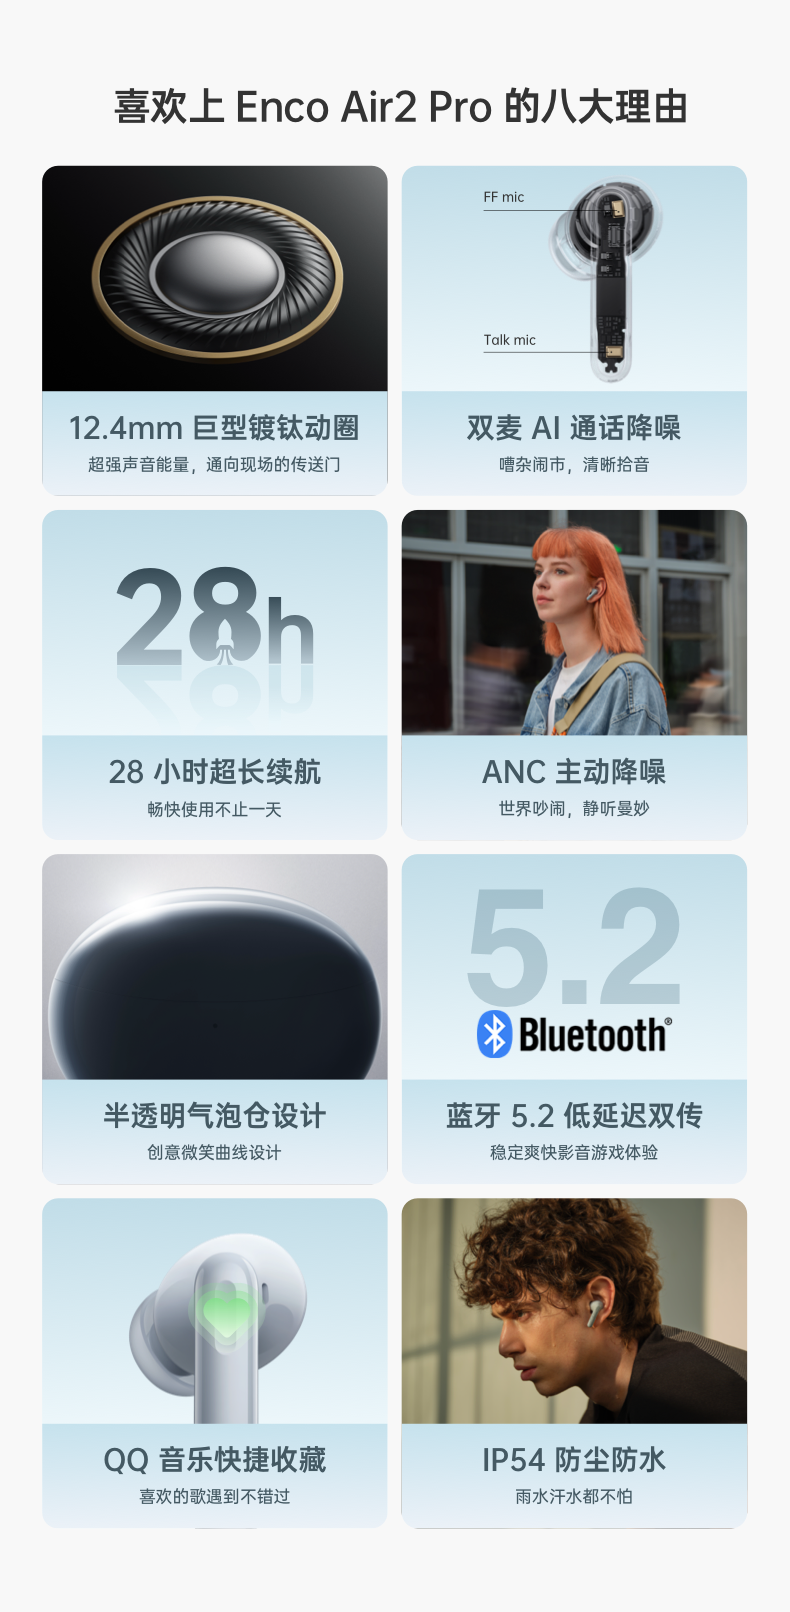 喜欢上 Enco Air2 Pro 的八大理由
FF mic
Talk mic
12.4mm 巨型镀钛动圈
超强声音能量，通向现场的传送门
双麦 AI 通话降噪
嘈杂闹市，清晰拾音
28h
28 小时超长续航
畅快使用不止一天
ANC 主动降噪
世界吵闹，静听曼妙
半透明气泡仓设计
创意微笑曲线设计
5.2
Bluetooth®
蓝牙 5.2 低延迟双传
稳定爽快影音游戏体验
QQ 音乐快捷收藏
喜欢的歌遇到不错过
IP54 防尘防水
雨水汗水都不怕